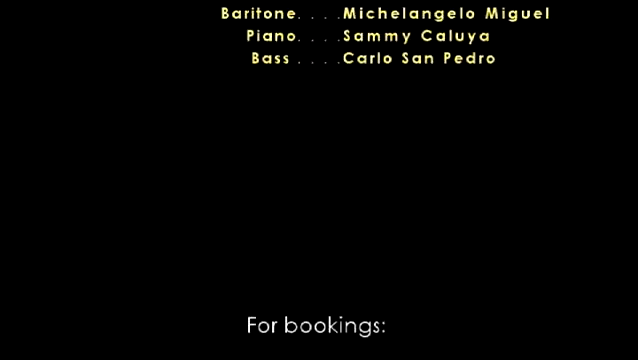 Baritone. . . .Michelangelo Miguel
Piano. . . .Sammy Caluya
Bass . . . .Carlo San Pedro
For bookings: